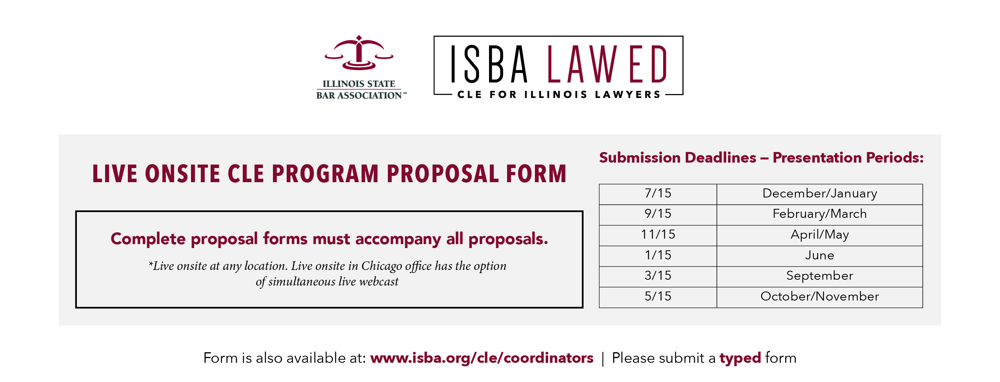 ILLINOIS STATE
BAR ASSOCIATION™
ISBA LAWED
CLE FOR ILLINOIS LAWYERS
LIVE ONSITE CLE PROGRAM PROPOSAL FORM
Complete proposal forms must accompany all proposals.
*Live onsite at any location. Live onsite in Chicago office has the option
of simultaneous live webcast
Submission Deadlines – Presentation Periods:
7/15 December/January
9/15 February/March
11/15 April/May
1/15 June
3/15 September
5/15 October/November
Form is also available at: www.isba.org/cle/coordinators | Please submit a typed form